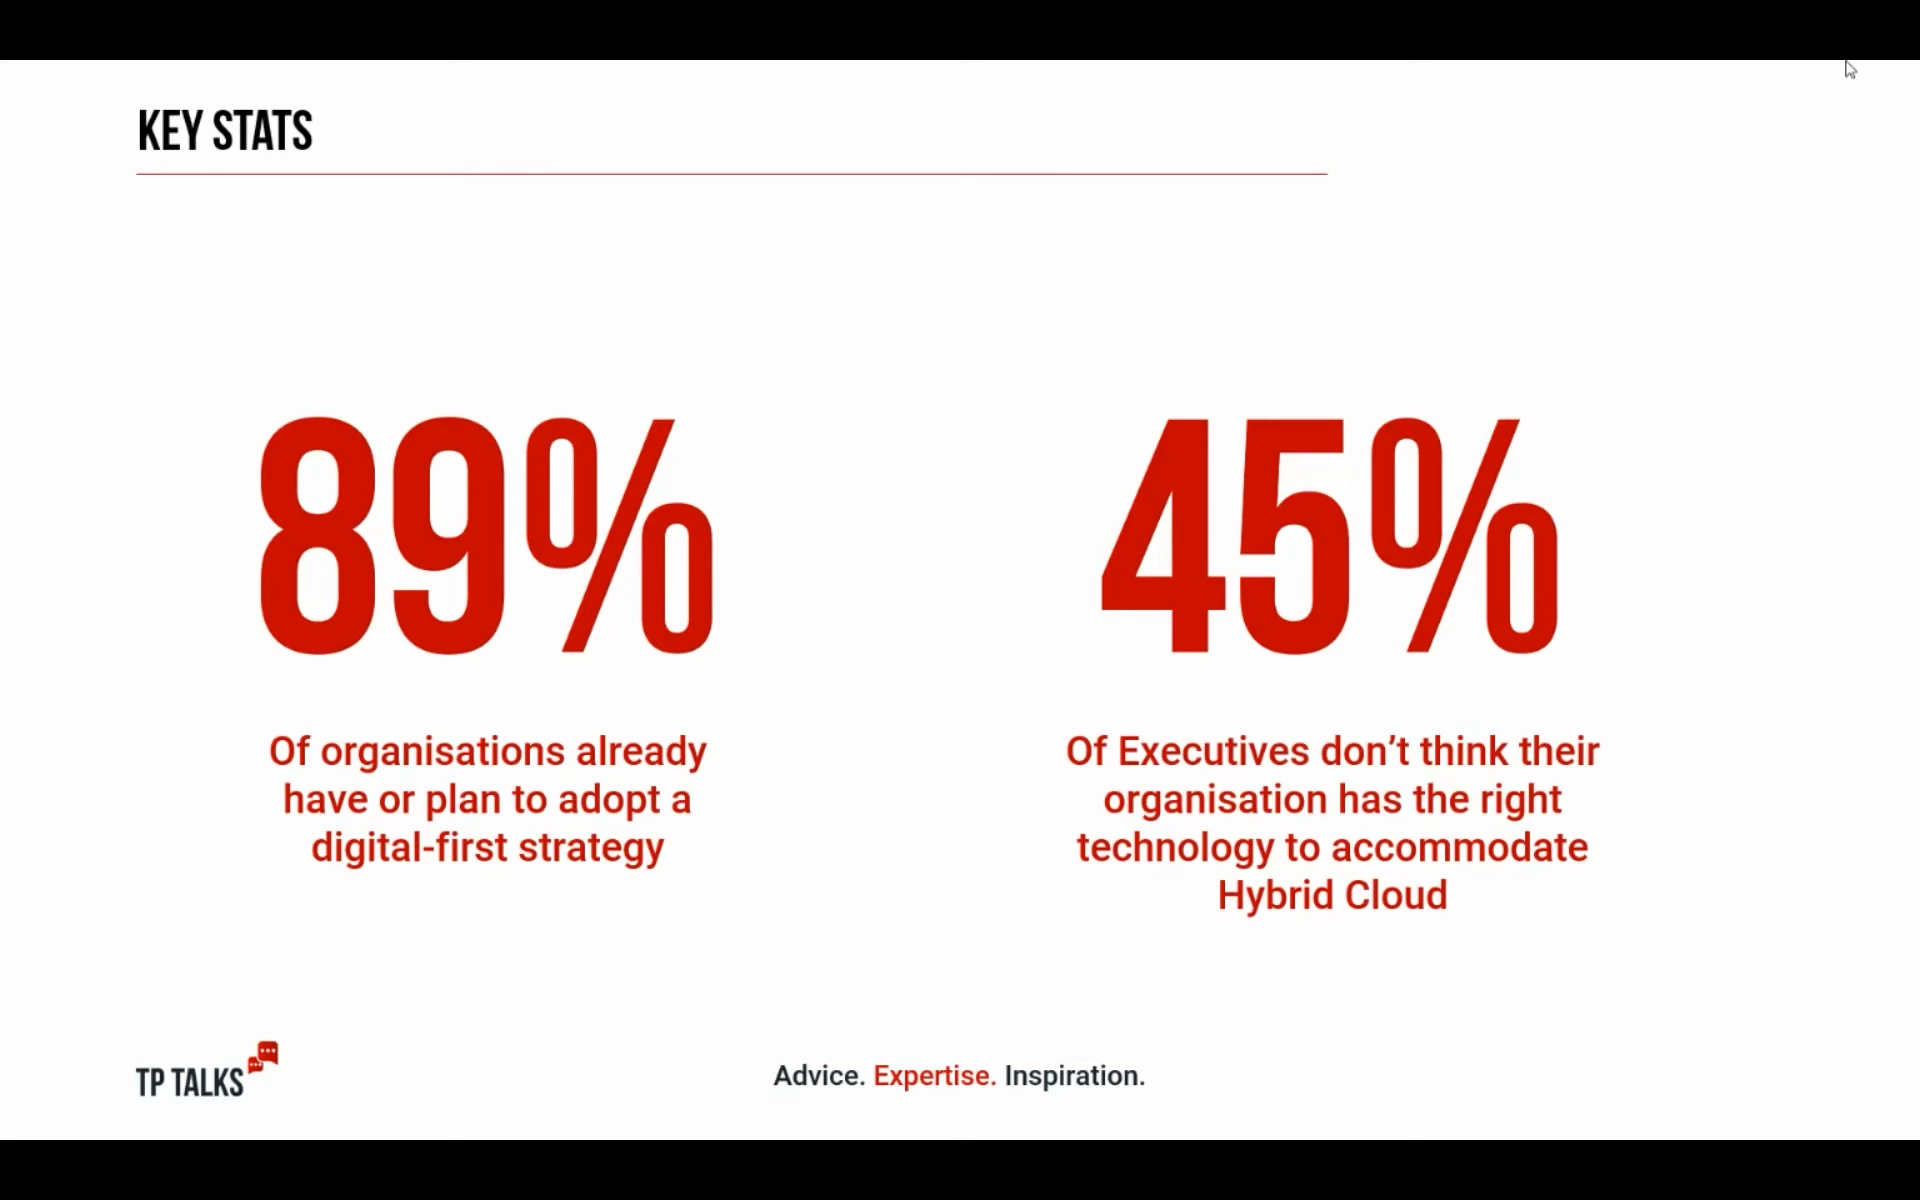 KEY STATS
89%
Of organisations already
have or plan to adopt a
digital-first strategy
45%
Of Executives don’t think their
organisation has the right
technology to accommodate
Hybrid Cloud
TP TALKS
Advice. Expertise. Inspiration.